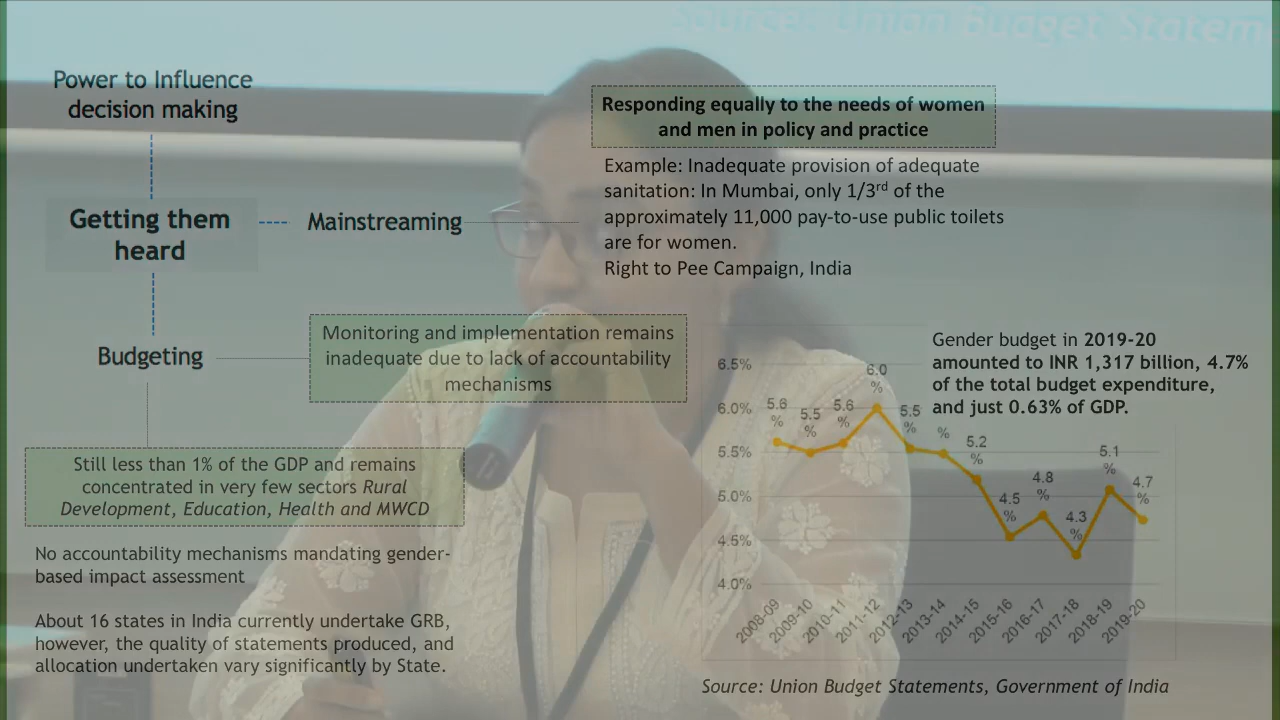 Source: Union Budget Statem
Power to Influence
decision making
Responding equally to the needs of women
and men in policy and practice
Example: Inadequate provision of adequate
sanitation: In Mumbai, only 1/3rd of the
approximately 11,000 pay-to-use public toilets
are for women.
Right to Pee Campaign, India
Getting them
heard
Mainstreaming
Budgeting
Monitoring and implementation remains
inadequate due to lack of accountability
mechanisms
Gender budget in 2019-20
amounted to INR 1,317 billion, 4.7%
of the total budget expenditure,
and just 0.63% of GDP.
Still less than 1% of the GDP and remains
concentrated in very few sectors Rural
Development, Education, Health and MWCD
No accountability mechanisms mandating gender-
based impact assessment
About 16 states in India currently undertake GRB,
however, the quality of statements produced, and
allocation undertaken vary significantly by State.
6.5%
6.0%
5.5%
5.0%
4.5%
4.0%
5.6
%
5.5
%
5.6
%
6.0
%
5.5
%
%
5.2
%
4.5
%
4.8
%
4.3
%
5.1
%
4.7
%
2008-09
2009-10
2010-11
2011-12
2012-13
2013-14
2014-15
2015-16
2016-17
2017-18
2018-19
2019-20
Source: Union Budget Statements, Government of India